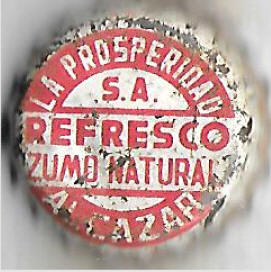 LA PROSPERIDAD
S.A.
REFRESCO
ZUMO NATURAL
ALCAZAR